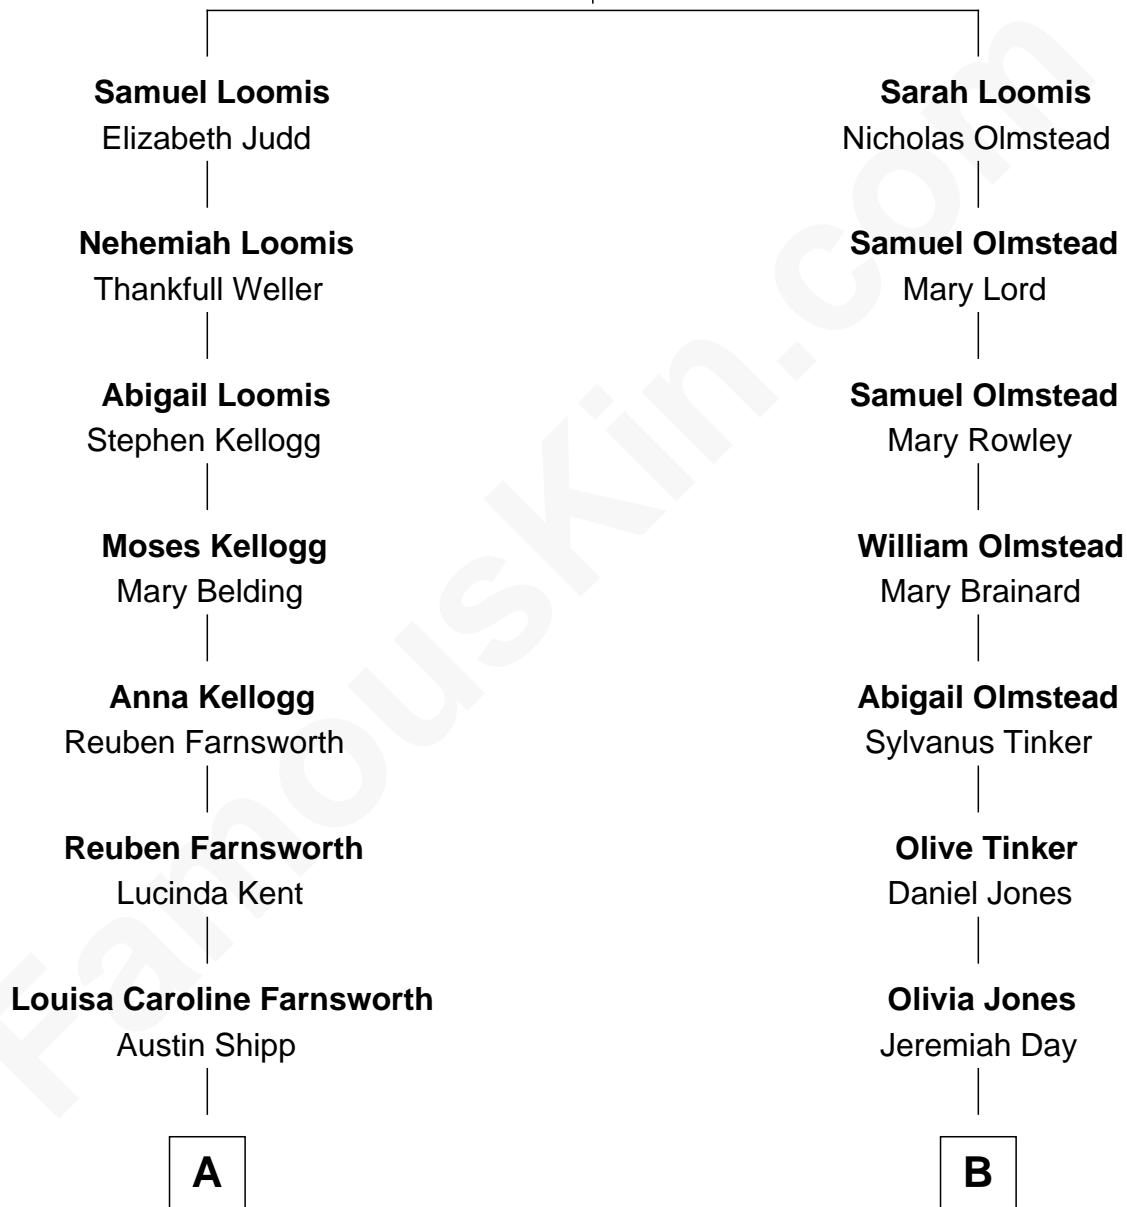 Samuel Loomis
Elizabeth Judd
Nehemiah Loomis
Thankfull Weller
Abigail Loomis
Stephen Kellogg
Moses Kellogg
Mary Belding
Anna Kellogg
Reuben Farnsworth
Reuben Farnsworth
Lucinda Kent
Louisa Caroline Farnsworth
Austin Shipp
A
Sarah Loomis
Nicholas Olmstead
Samuel Olmstead
Mary Lord
Samuel Olmstead
Mary Rowley
William Olmstead
Mary Brainard
Abigail Olmstead
Sylvanus Tinker
Olive Tinker
Daniel Jones
Olivia Jones
Jeremiah Day
B
FamousKin.com